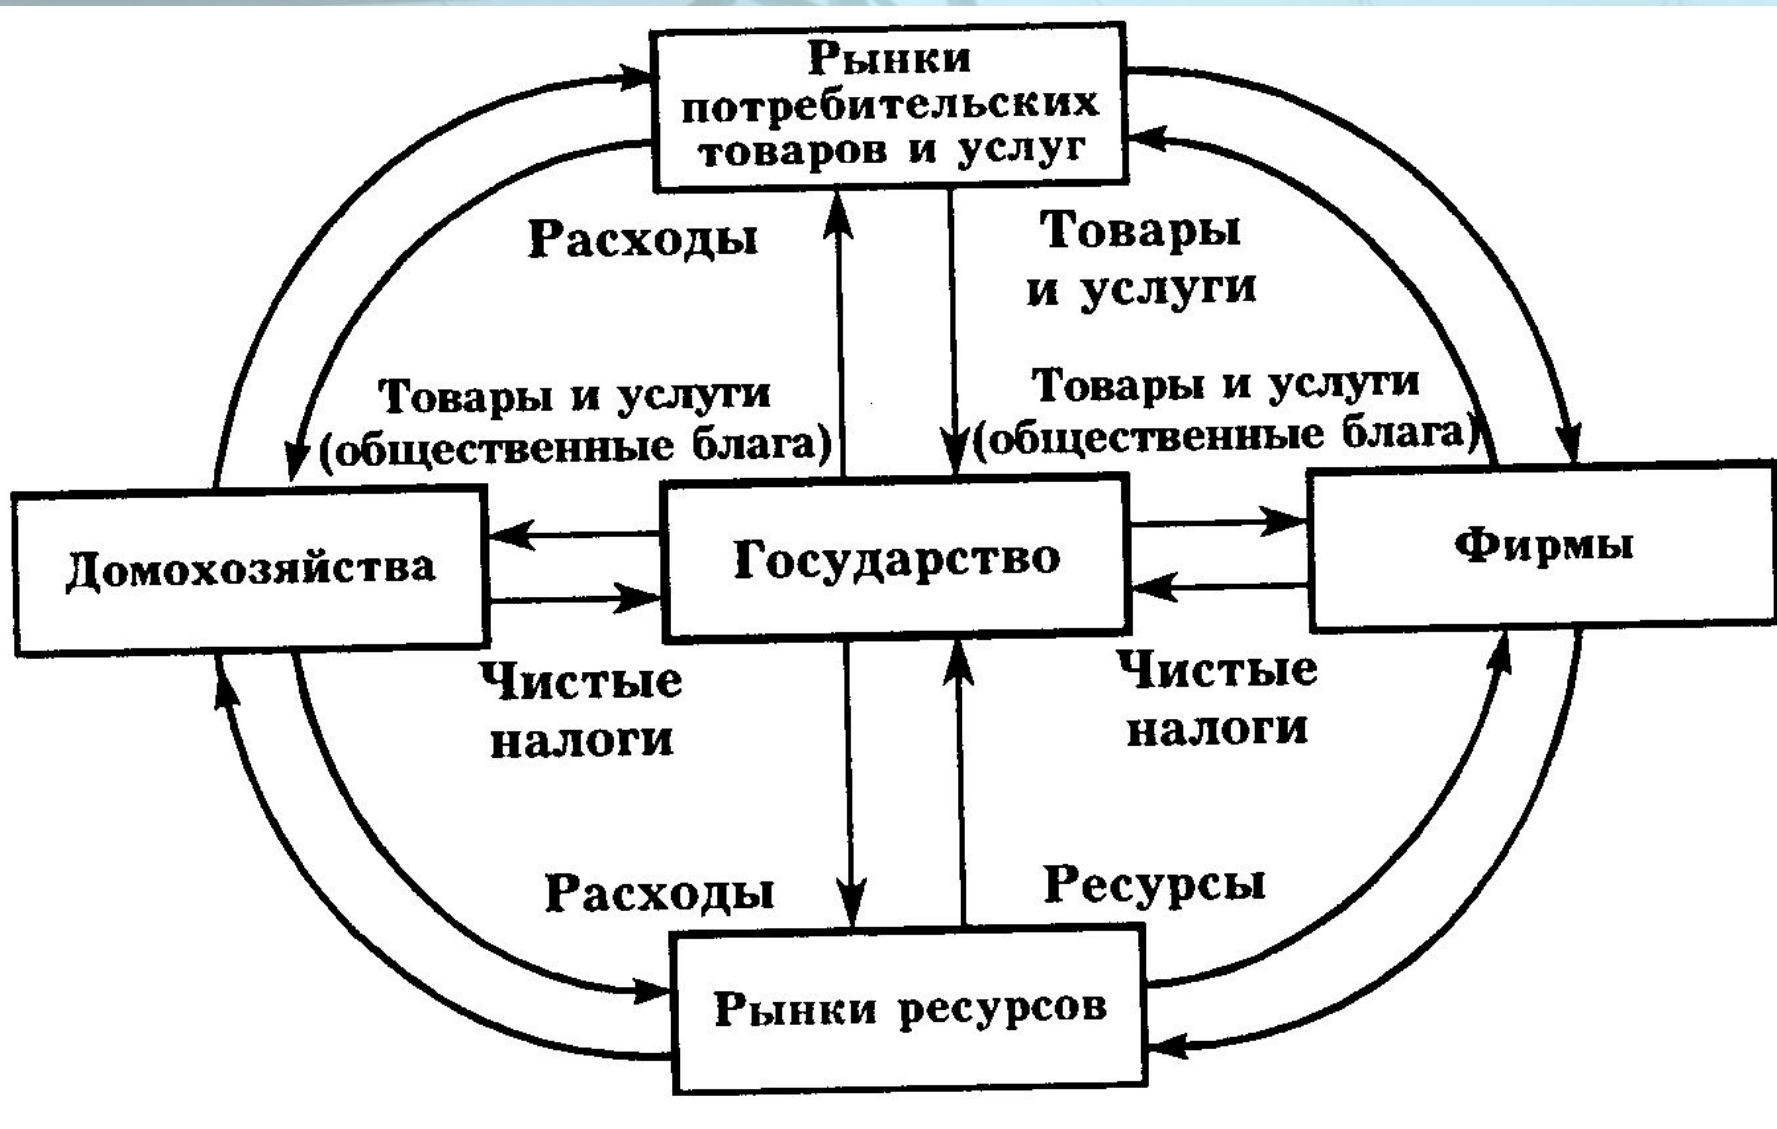 Рынки
потребительских
товаров и услуг
Расходы
Товары
и услуги
Товары и услуги
(общественные блага)
Товары и услуги
(общественные блага)
Домохозяйства
Государство
Фирмы
Чистые
налоги
Чистые
налоги
Расходы
Ресурсы
Рынки ресурсов